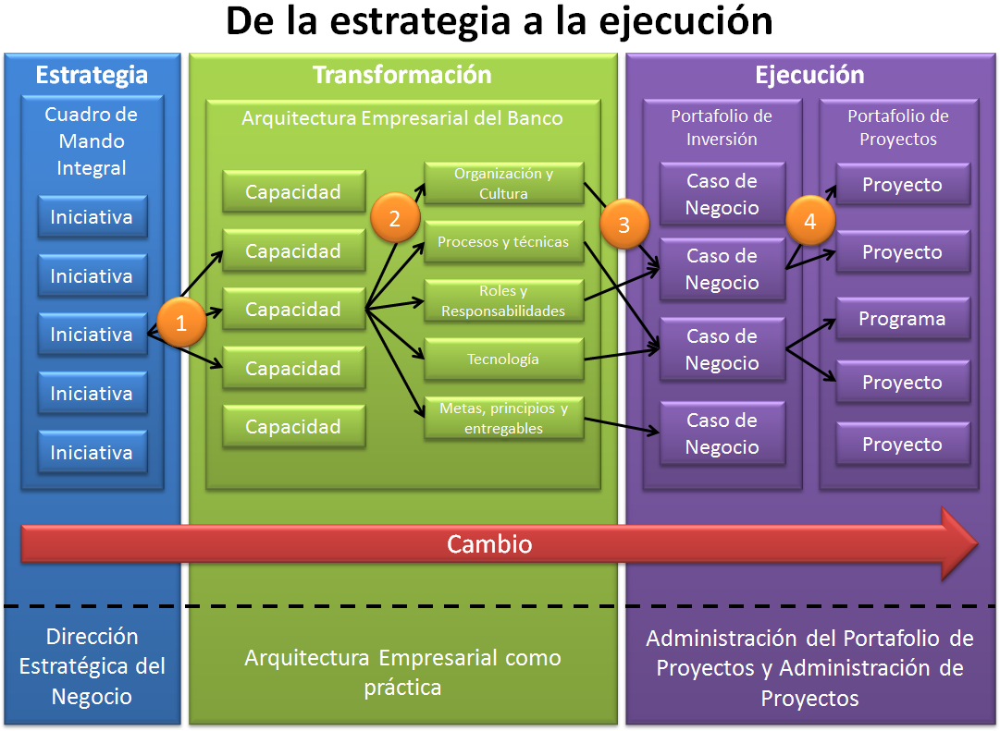 De la estrategia a la ejecución
Estrategia
Cuadro de
Mando
Integral
Iniciativa
Iniciativa
Iniciativa
Iniciativa
Iniciativa
1
Transformación
Arquitectura Empresarial del Banco
Capacidad
Capacidad
Capacidad
Capacidad
Capacidad
2
Organización y
Cultura
Procesos y técnicas
Roles y
Responsabilidades
Tecnología
Metas, principios y
entregables
3
Ejecución
Portafolio de
Inversión
Caso de
Negocio
Caso de
Negocio
Caso de
Negocio
Caso de
Negocio
4
Portafolio de
Proyectos
Proyecto
Proyecto
Programa
Proyecto
Proyecto
Cambio
Dirección
Estratégica del
Negocio
Arquitectura Empresarial como
práctica
Administración del Portafolio de
Proyectos y Administración de
Proyectos